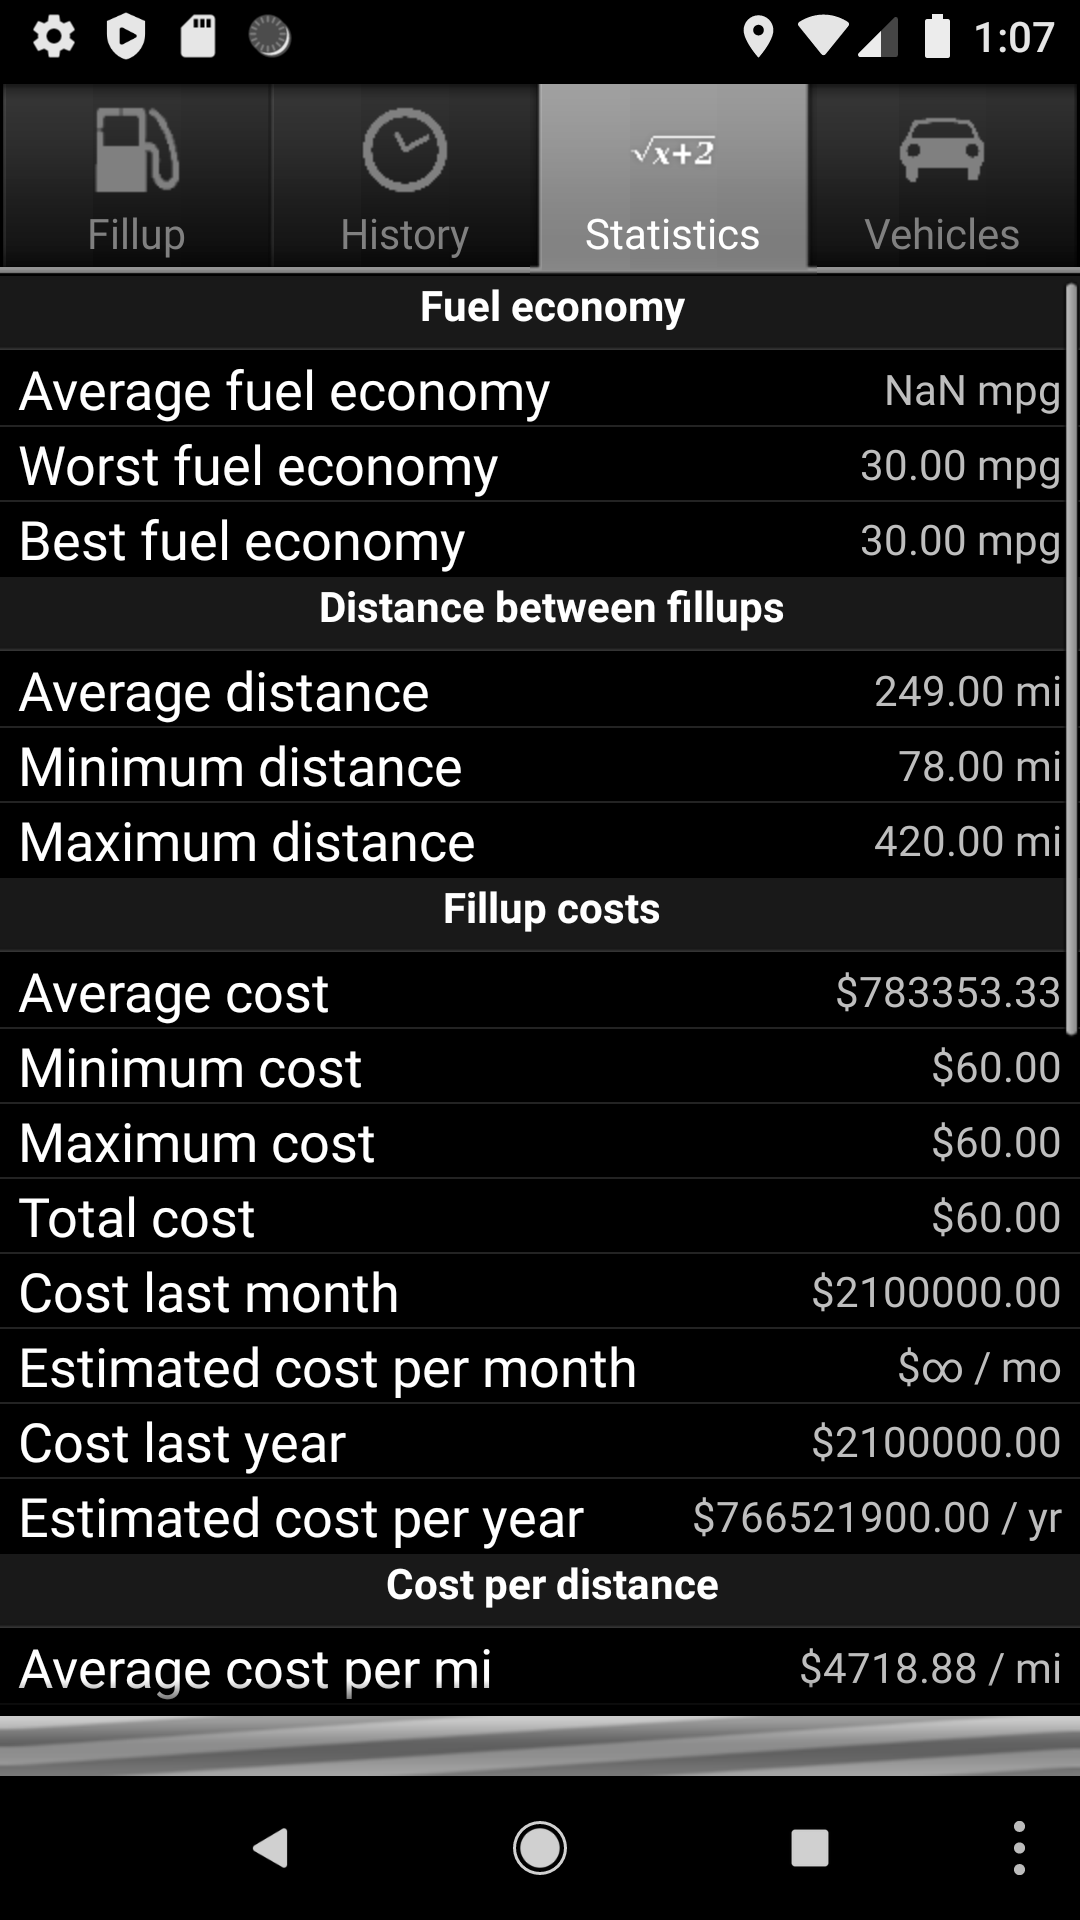 1:07
√x+2
Fillup History Statistics Vehicles
Fuel economy
Average fuel economy NaN mpg
Worst fuel economy 30.00 mpg
Best fuel economy 30.00 mpg
Distance between fillups
Average distance 249.00 mi
Minimum distance 78.00 mi
Maximum distance 420.00 mi
Fillup costs
Average cost $783353.33
Minimum cost $60.00
Maximum cost $60.00
Total cost $60.00
Cost last month $2100000.00
Estimated cost per month $∞ / mo
Cost last year $2100000.00
Estimated cost per year $766521900.00 / yr
Cost per distance
Average cost per mi $4718.88 / mi